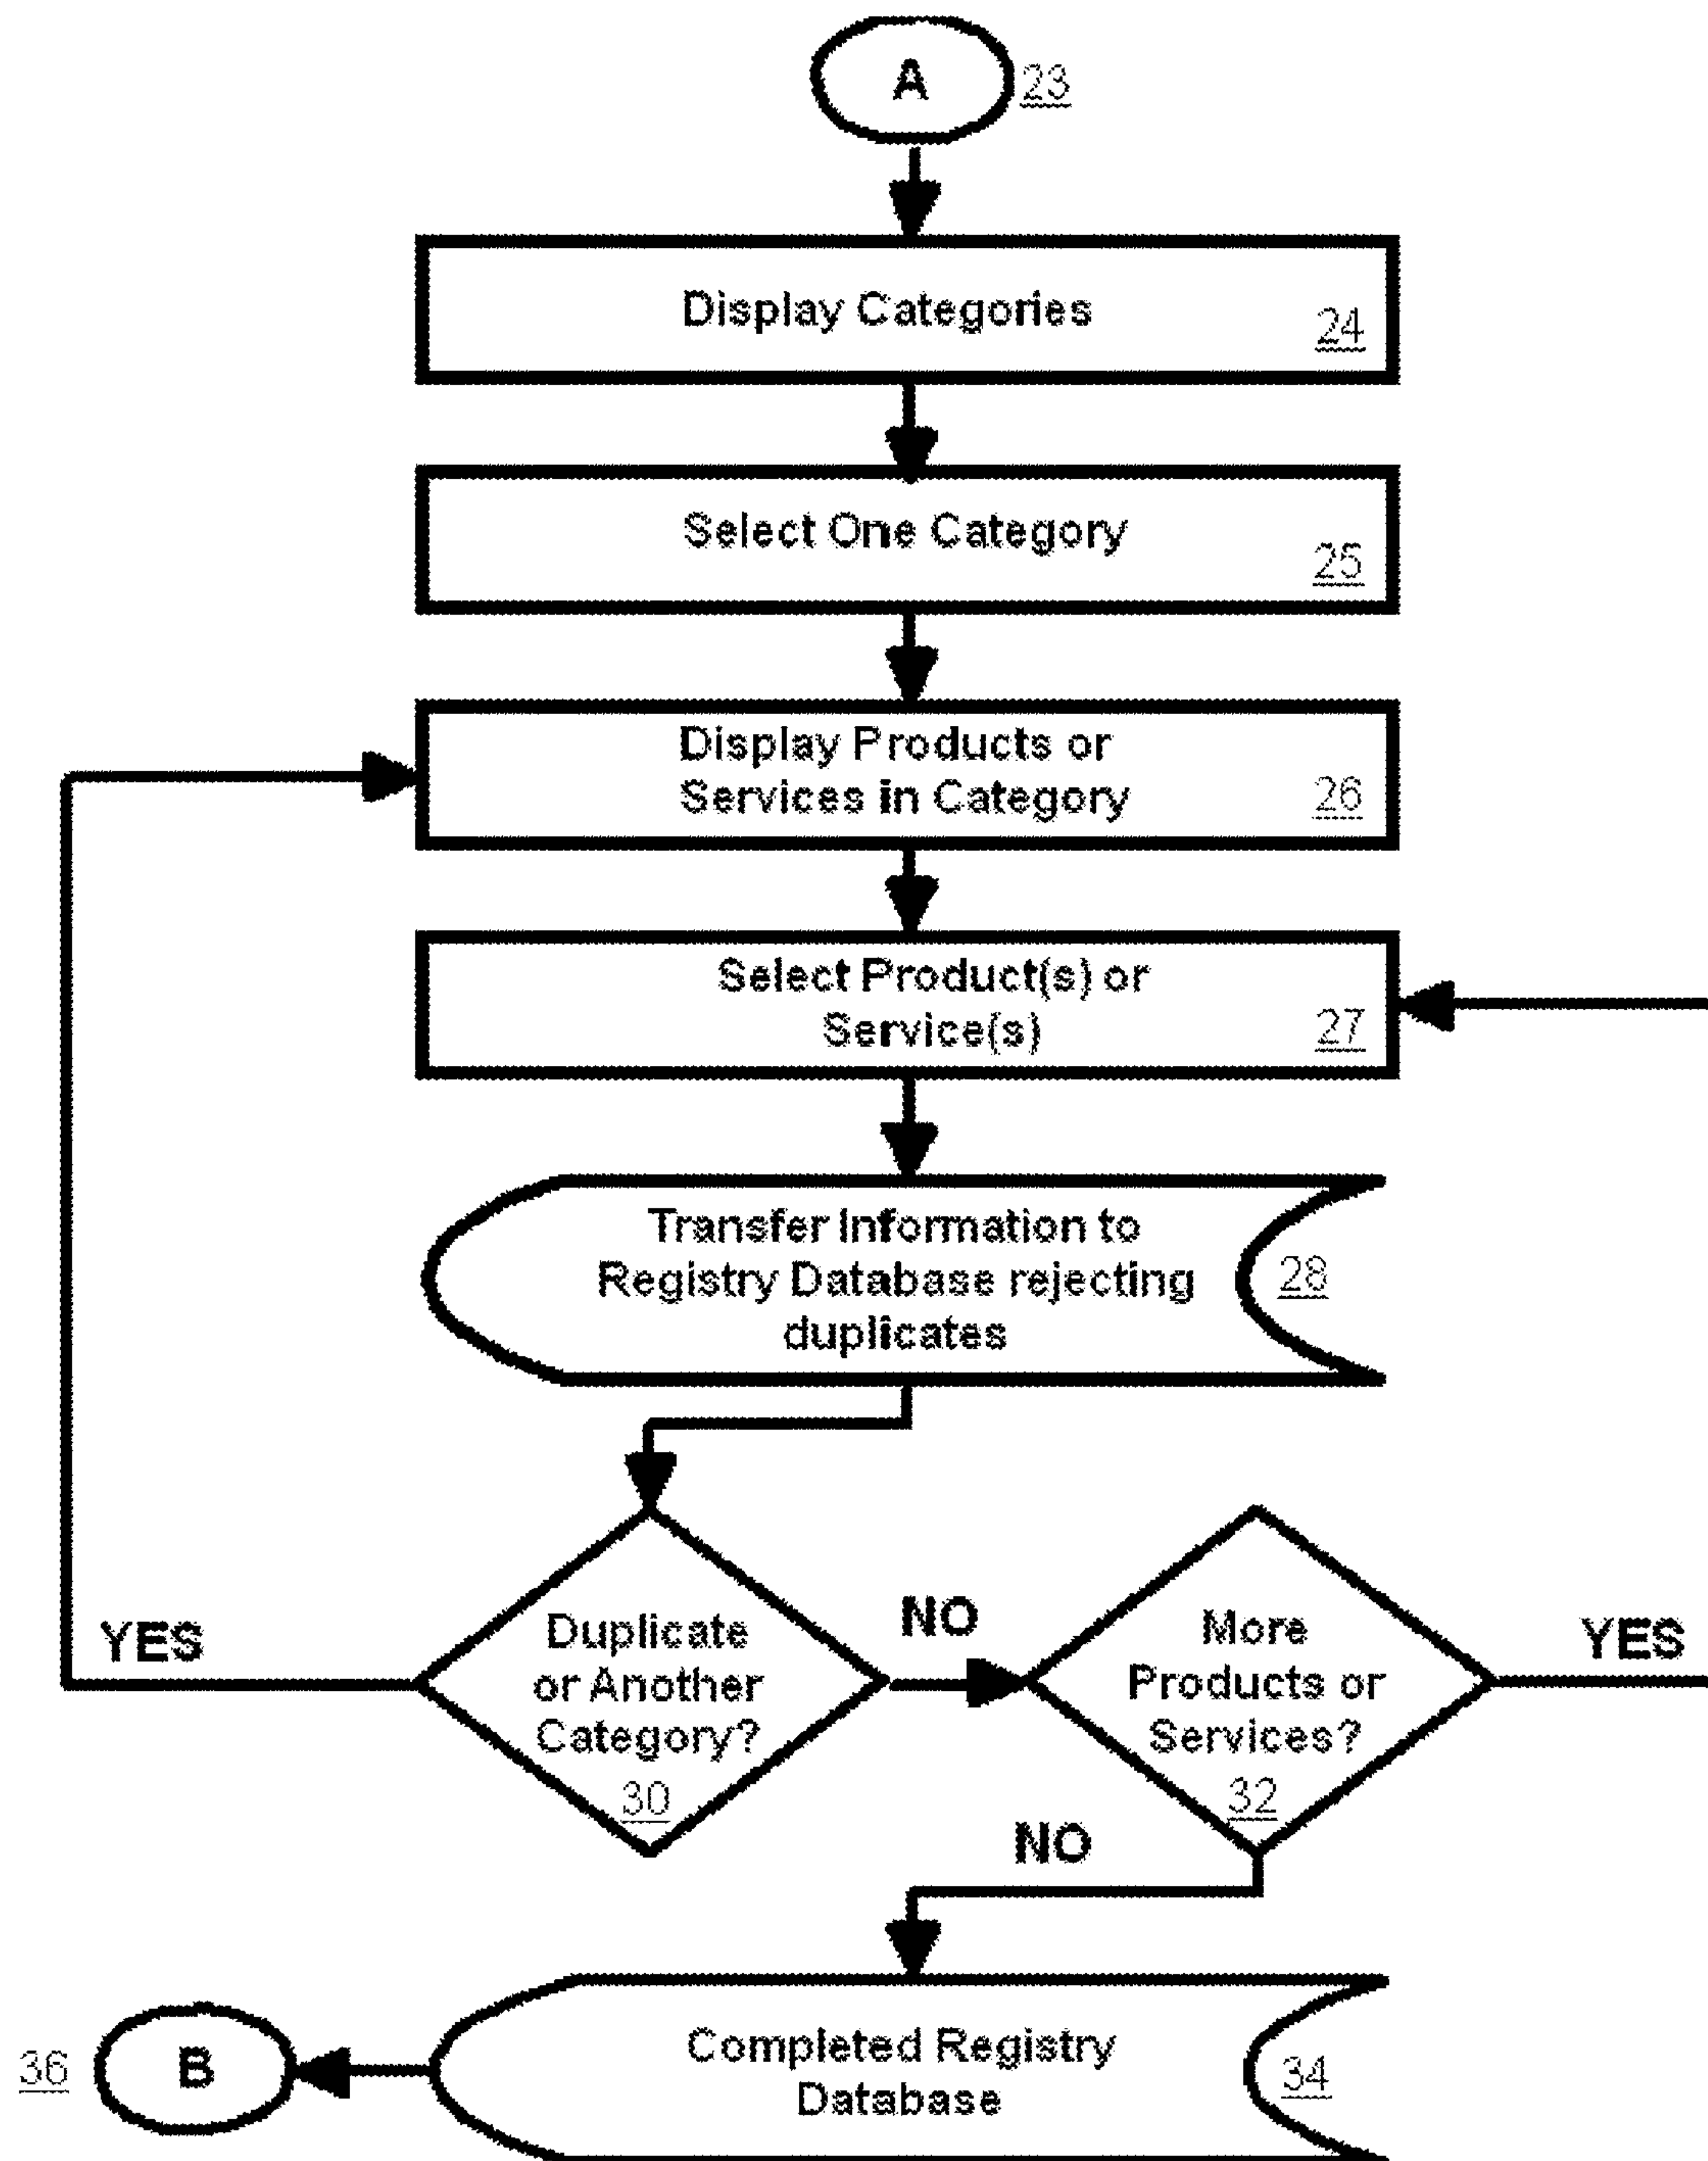 A
23
Display Categories
24
Select One Category
25
Display Products or
Services in Category
26
Select Product(s) or
Service(s)
27
Transfer Information to
Registry Database rejecting
duplicates
28
YES
Duplicate
or Another
Category?
30
NO
More
Products or
Services?
32
YES
NO
36
B
Completed Registry
Database
34